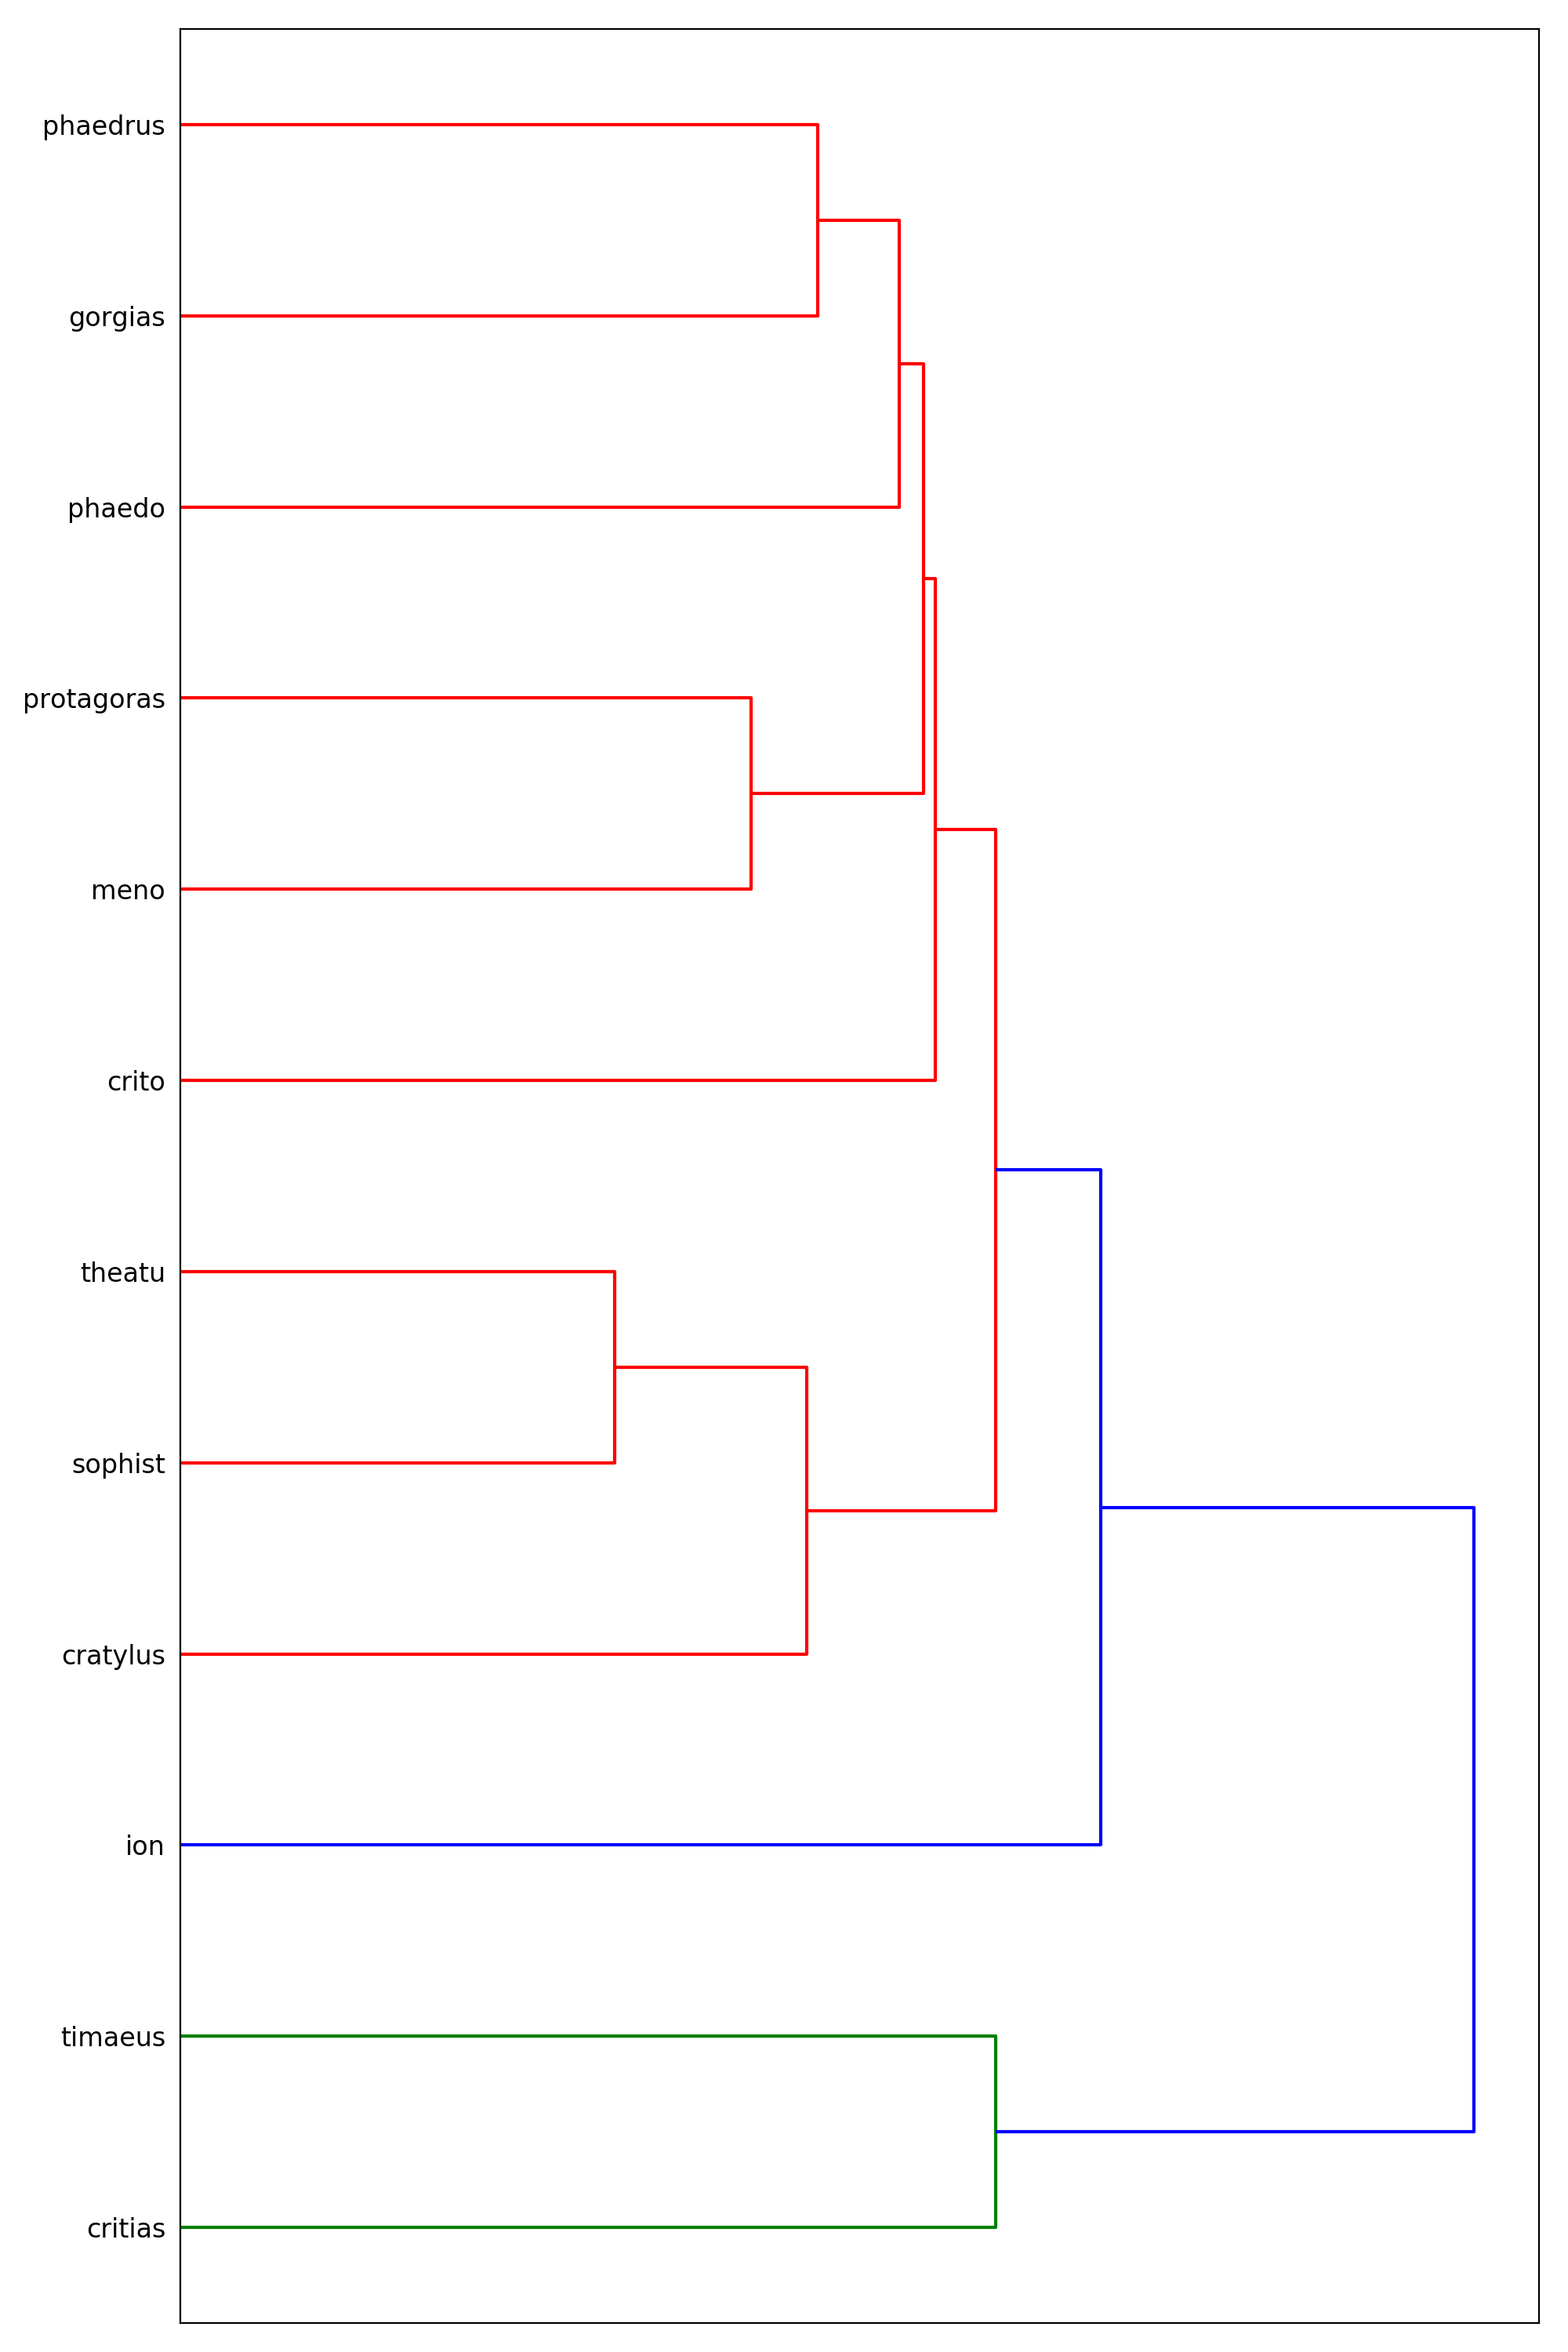 phaedrus
gorgias
phaedo
protagoras
meno
crito
theatu
sophist
cratylus
ion
timaeus
critias